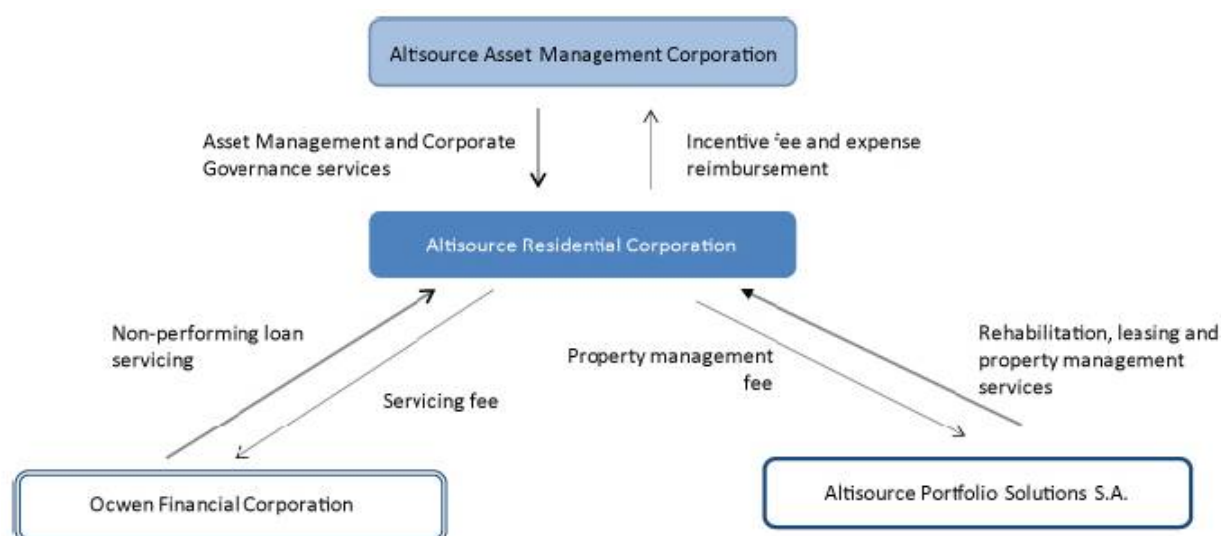 Altisource Asset Management Corporation
Asset Management and Corporate
Governance services
Incentive fee and expense
reimbursement
Altisource Residential Corporation
Non-performing loan
servicing
Servicing fee
Property management
fee
Rehabilitation, leasing and
property management
services
Ocwen Financial Corporation
Altisource Portfolio Solutions S.A.